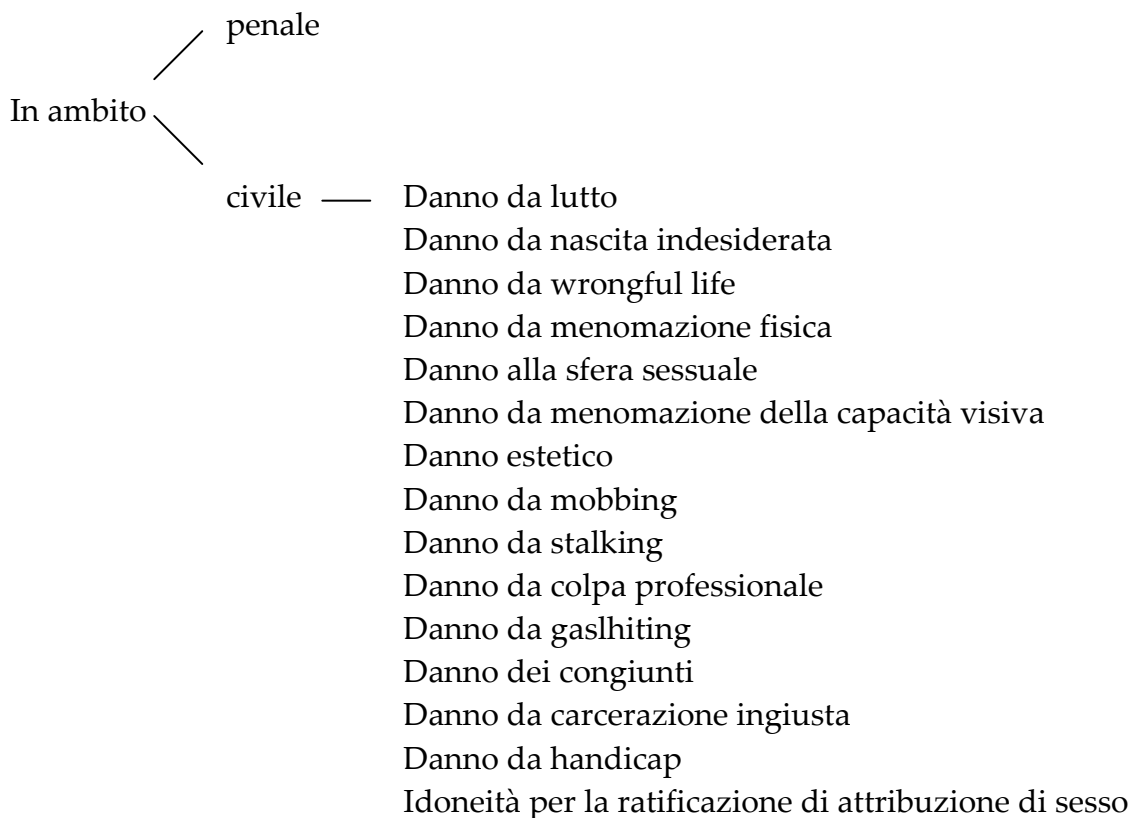 penale
In ambito
civile Danno da lutto
Danno da nascita indesiderata
Danno da wrongful life
Danno da menomazione fisica
Danno alla sfera sessuale
Danno da menomazione della capacità visiva
Danno estetico
Danno da mobbing
Danno da stalking
Danno da colpa professionale
Danno da gaslhiting
Danno dei congiunti
Danno da carcerazione ingiusta
Danno da handicap
Idoneità per la ratificazione di attribuzione di sesso